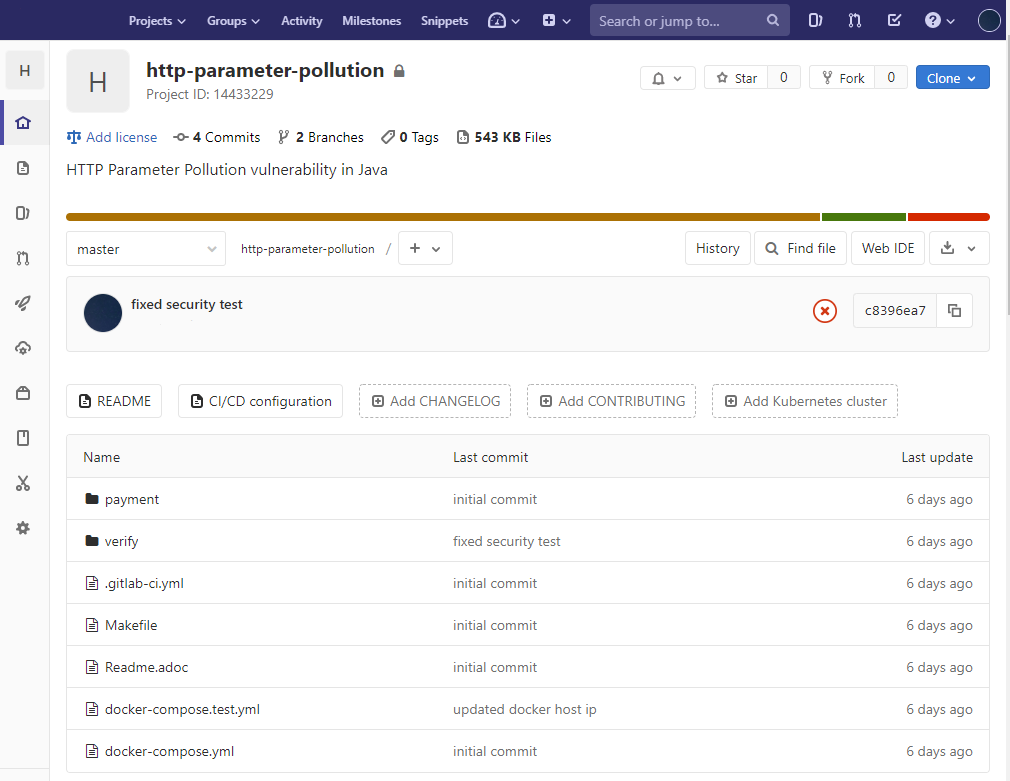 Projects Groups Activity Milestones Snippets Search or jump to... ?
H
H
http-parameter-pollution
Project ID: 14433229
Star 0 Fork 0 Clone
Add license 4 Commits 2 Branches 0 Tags 543 KB Files
HTTP Parameter Pollution vulnerability in Java
master http-parameter-pollution / + History Find file Web IDE
fixed security test
c8396ea7
README CI/CD configuration Add CHANGELOG Add CONTRIBUTING Add Kubernetes cluster
Name Last commit Last update
payment initial commit 6 days ago
verify fixed security test 6 days ago
.gitlab-ci.yml initial commit 6 days ago
Makefile initial commit 6 days ago
Readme.adoc initial commit 6 days ago
docker-compose.test.yml updated docker host ip 6 days ago
docker-compose.yml initial commit 6 days ago